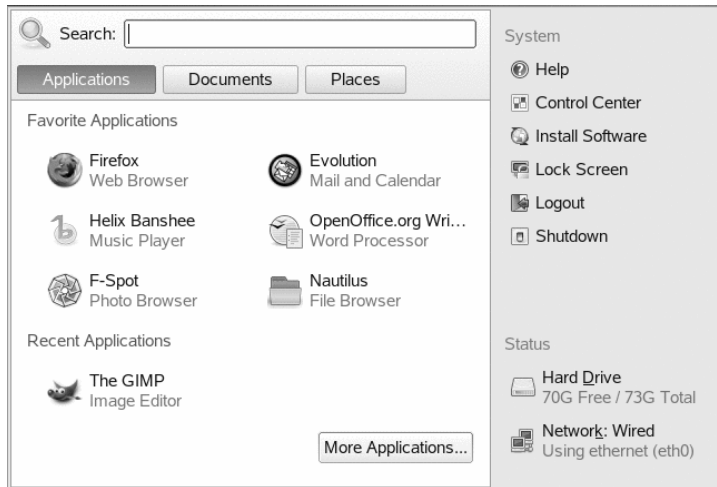 Search:
Applications
Documents
Places
Favorite Applications
Firefox
Web Browser
Evolution
Mail and Calendar
Helix Banshee
Music Player
OpenOffice.org Wri...
Word Processor
F-Spot
Photo Browser
Nautilus
File Browser
Recent Applications
The GIMP
Image Editor
More Applications...
System
Help
Control Center
Install Software
Lock Screen
Logout
Shutdown
Status
Hard Drive
70G Free / 73G Total
Network: Wired
Using ethernet (eth0)